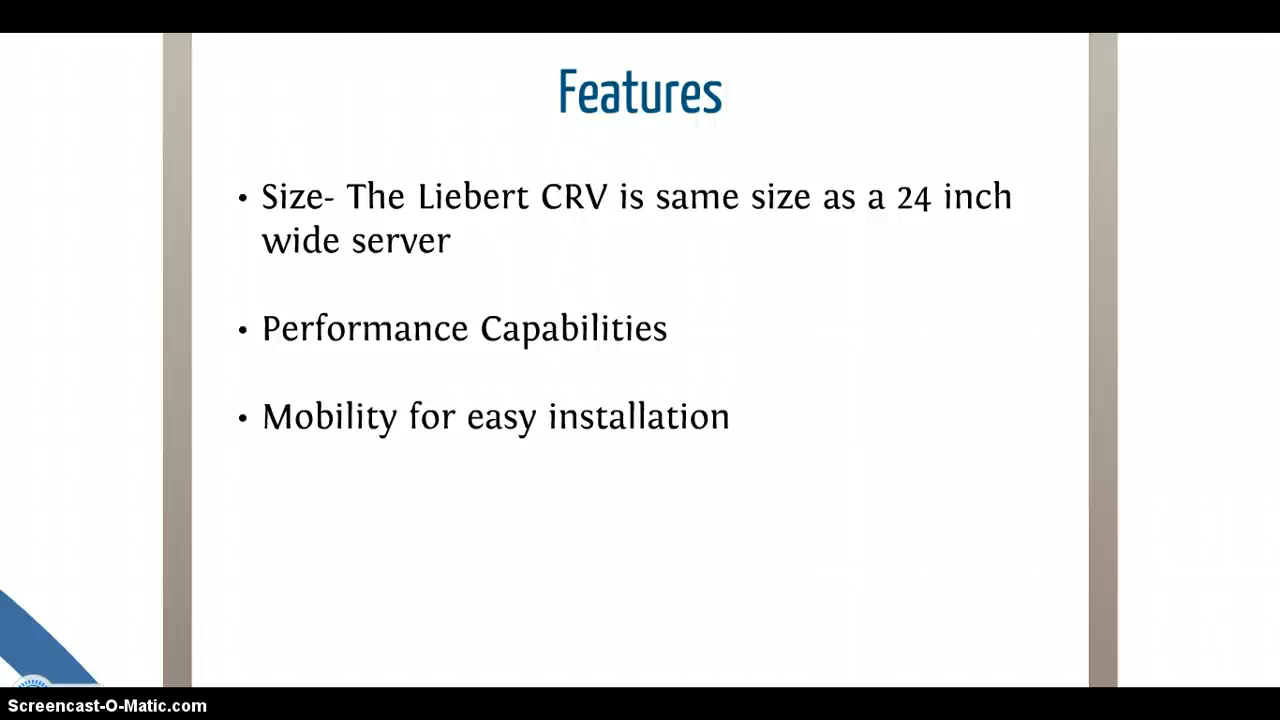 Features
• Size- The Liebert CRV is same size as a 24 inch
wide server
• Performance Capabilities
• Mobility for easy installation
Screencast-O-Matic.com